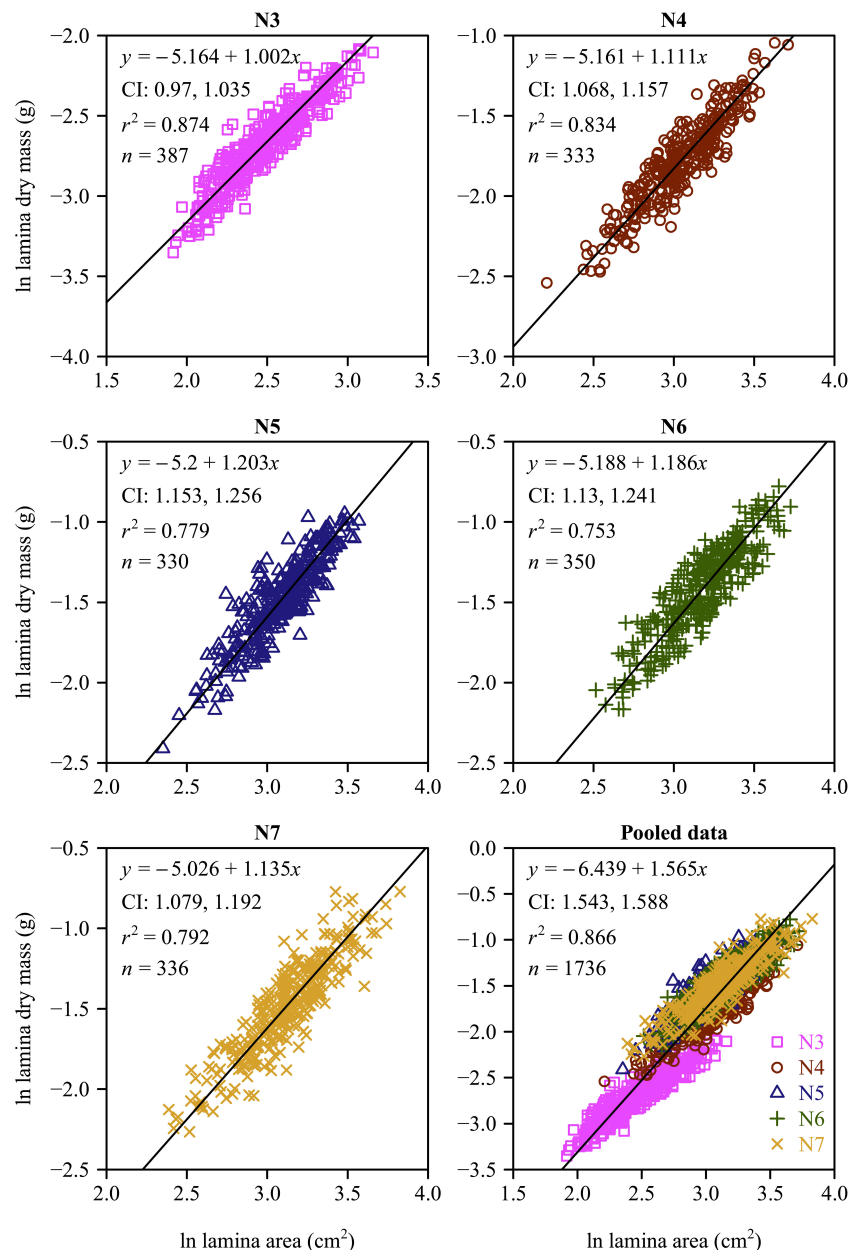 N3
y = −5.164 + 1.002x
CI: 0.97, 1.035
r² = 0.874
n = 387
−2.0
−2.5
−3.0
−3.5
−4.0
1.5 2.0 2.5 3.0 3.5
ln lamina dry mass (g)
N4
y = −5.161 + 1.111x
CI: 1.068, 1.157
r² = 0.834
n = 333
−1.0
−1.5
−2.0
−2.5
−3.0
2.0 2.5 3.0 3.5 4.0
N5
y = −5.2 + 1.203x
CI: 1.153, 1.256
r² = 0.779
n = 330
−0.5
−1.0
−1.5
−2.0
−2.5
2.0 2.5 3.0 3.5 4.0
ln lamina dry mass (g)
N6
y = −5.188 + 1.186x
CI: 1.13, 1.241
r² = 0.753
n = 350
−0.5
−1.0
−1.5
−2.0
−2.5
2.0 2.5 3.0 3.5 4.0
N7
y = −5.026 + 1.135x
CI: 1.079, 1.192
r² = 0.792
n = 336
−0.5
−1.0
−1.5
−2.0
−2.5
2.0 2.5 3.0 3.5 4.0
ln lamina dry mass (g)
ln lamina area (cm²)
Pooled data
y = −6.439 + 1.565x
CI: 1.543, 1.588
r² = 0.866
n = 1736
0.0
−0.5
−1.0
−1.5
−2.0
−2.5
−3.0
−3.5
N3
N4
N5
N6
N7
1.5 2.0 2.5 3.0 3.5 4.0
ln lamina area (cm²)